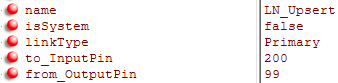 name LN_Upsert
isSystem false
linkType Primary
to_InputPin 200
from_OutputPin 99